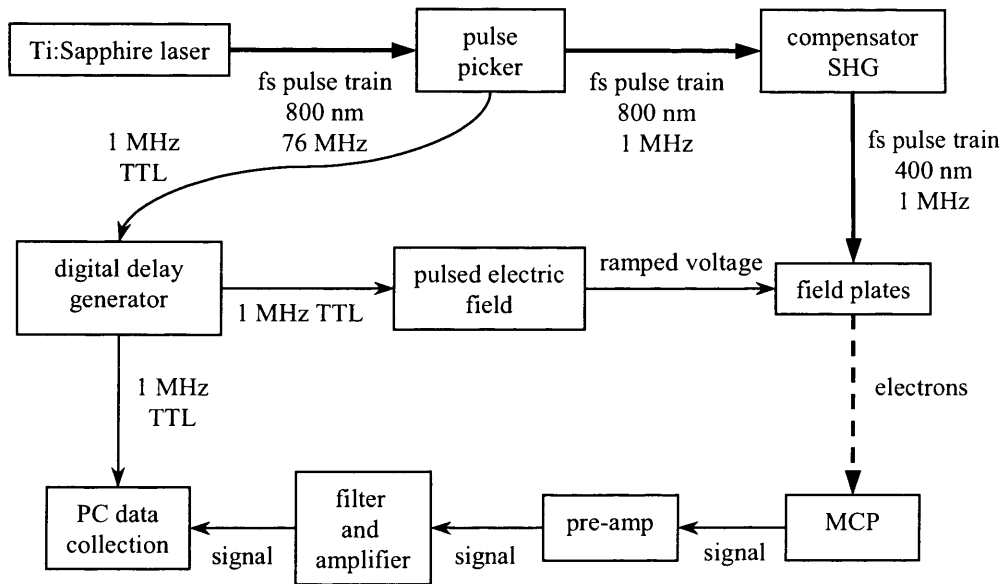 Ti:Sapphire laser
fs pulse train
800 nm
76 MHz
pulse
picker
fs pulse train
800 nm
1 MHz
compensator
SHG
1 MHz
TTL
fs pulse train
400 nm
1 MHz
digital delay
generator
1 MHz TTL
pulsed electric
field
ramped voltage
field plates
1 MHz
TTL
electrons
PC data
collection
signal
filter
and
amplifier
signal
pre-amp
signal
MCP